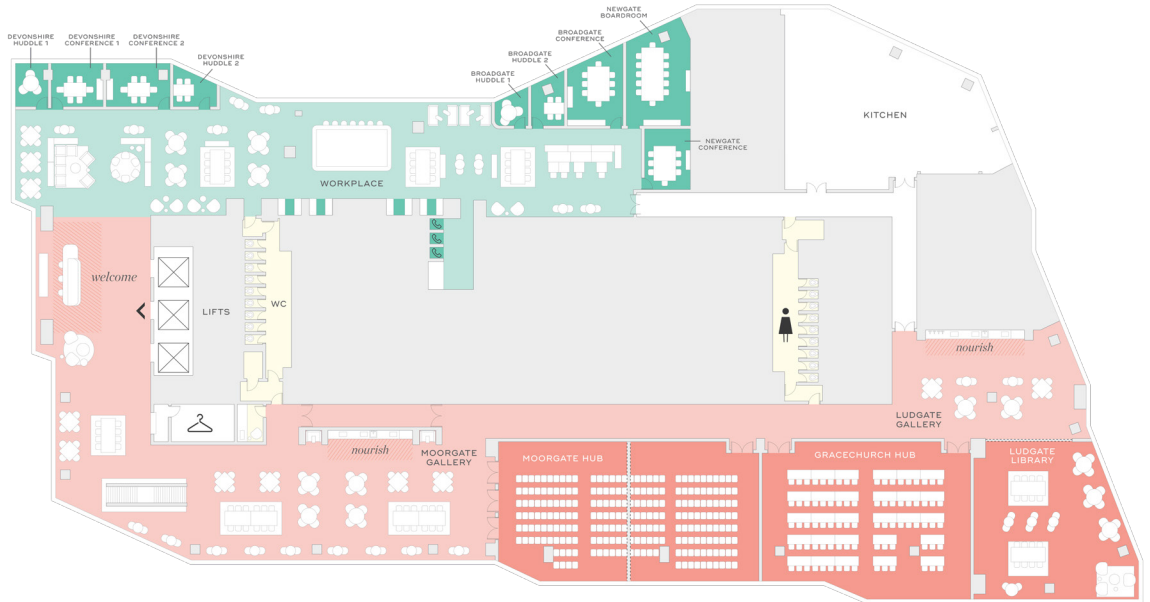 NEWGATE
BOARDROOM
DEVONSHIRE
HUDDLE 1
DEVONSHIRE
CONFERENCE 1
DEVONSHIRE
CONFERENCE 2
DEVONSHIRE
HUDDLE 2
BROADGATE
CONFERENCE
BROADGATE
HUDDLE 2
BROADGATE
HUDDLE 1
KITCHEN
NEWGATE
CONFERENCE
WORKPLACE
welcome
LIFTS
WC
nourish
LUDGATE
GALLERY
nourish
MOORGATE
GALLERY
MOORGATE HUB
GRACECHURCH HUB
LUDGATE
LIBRARY